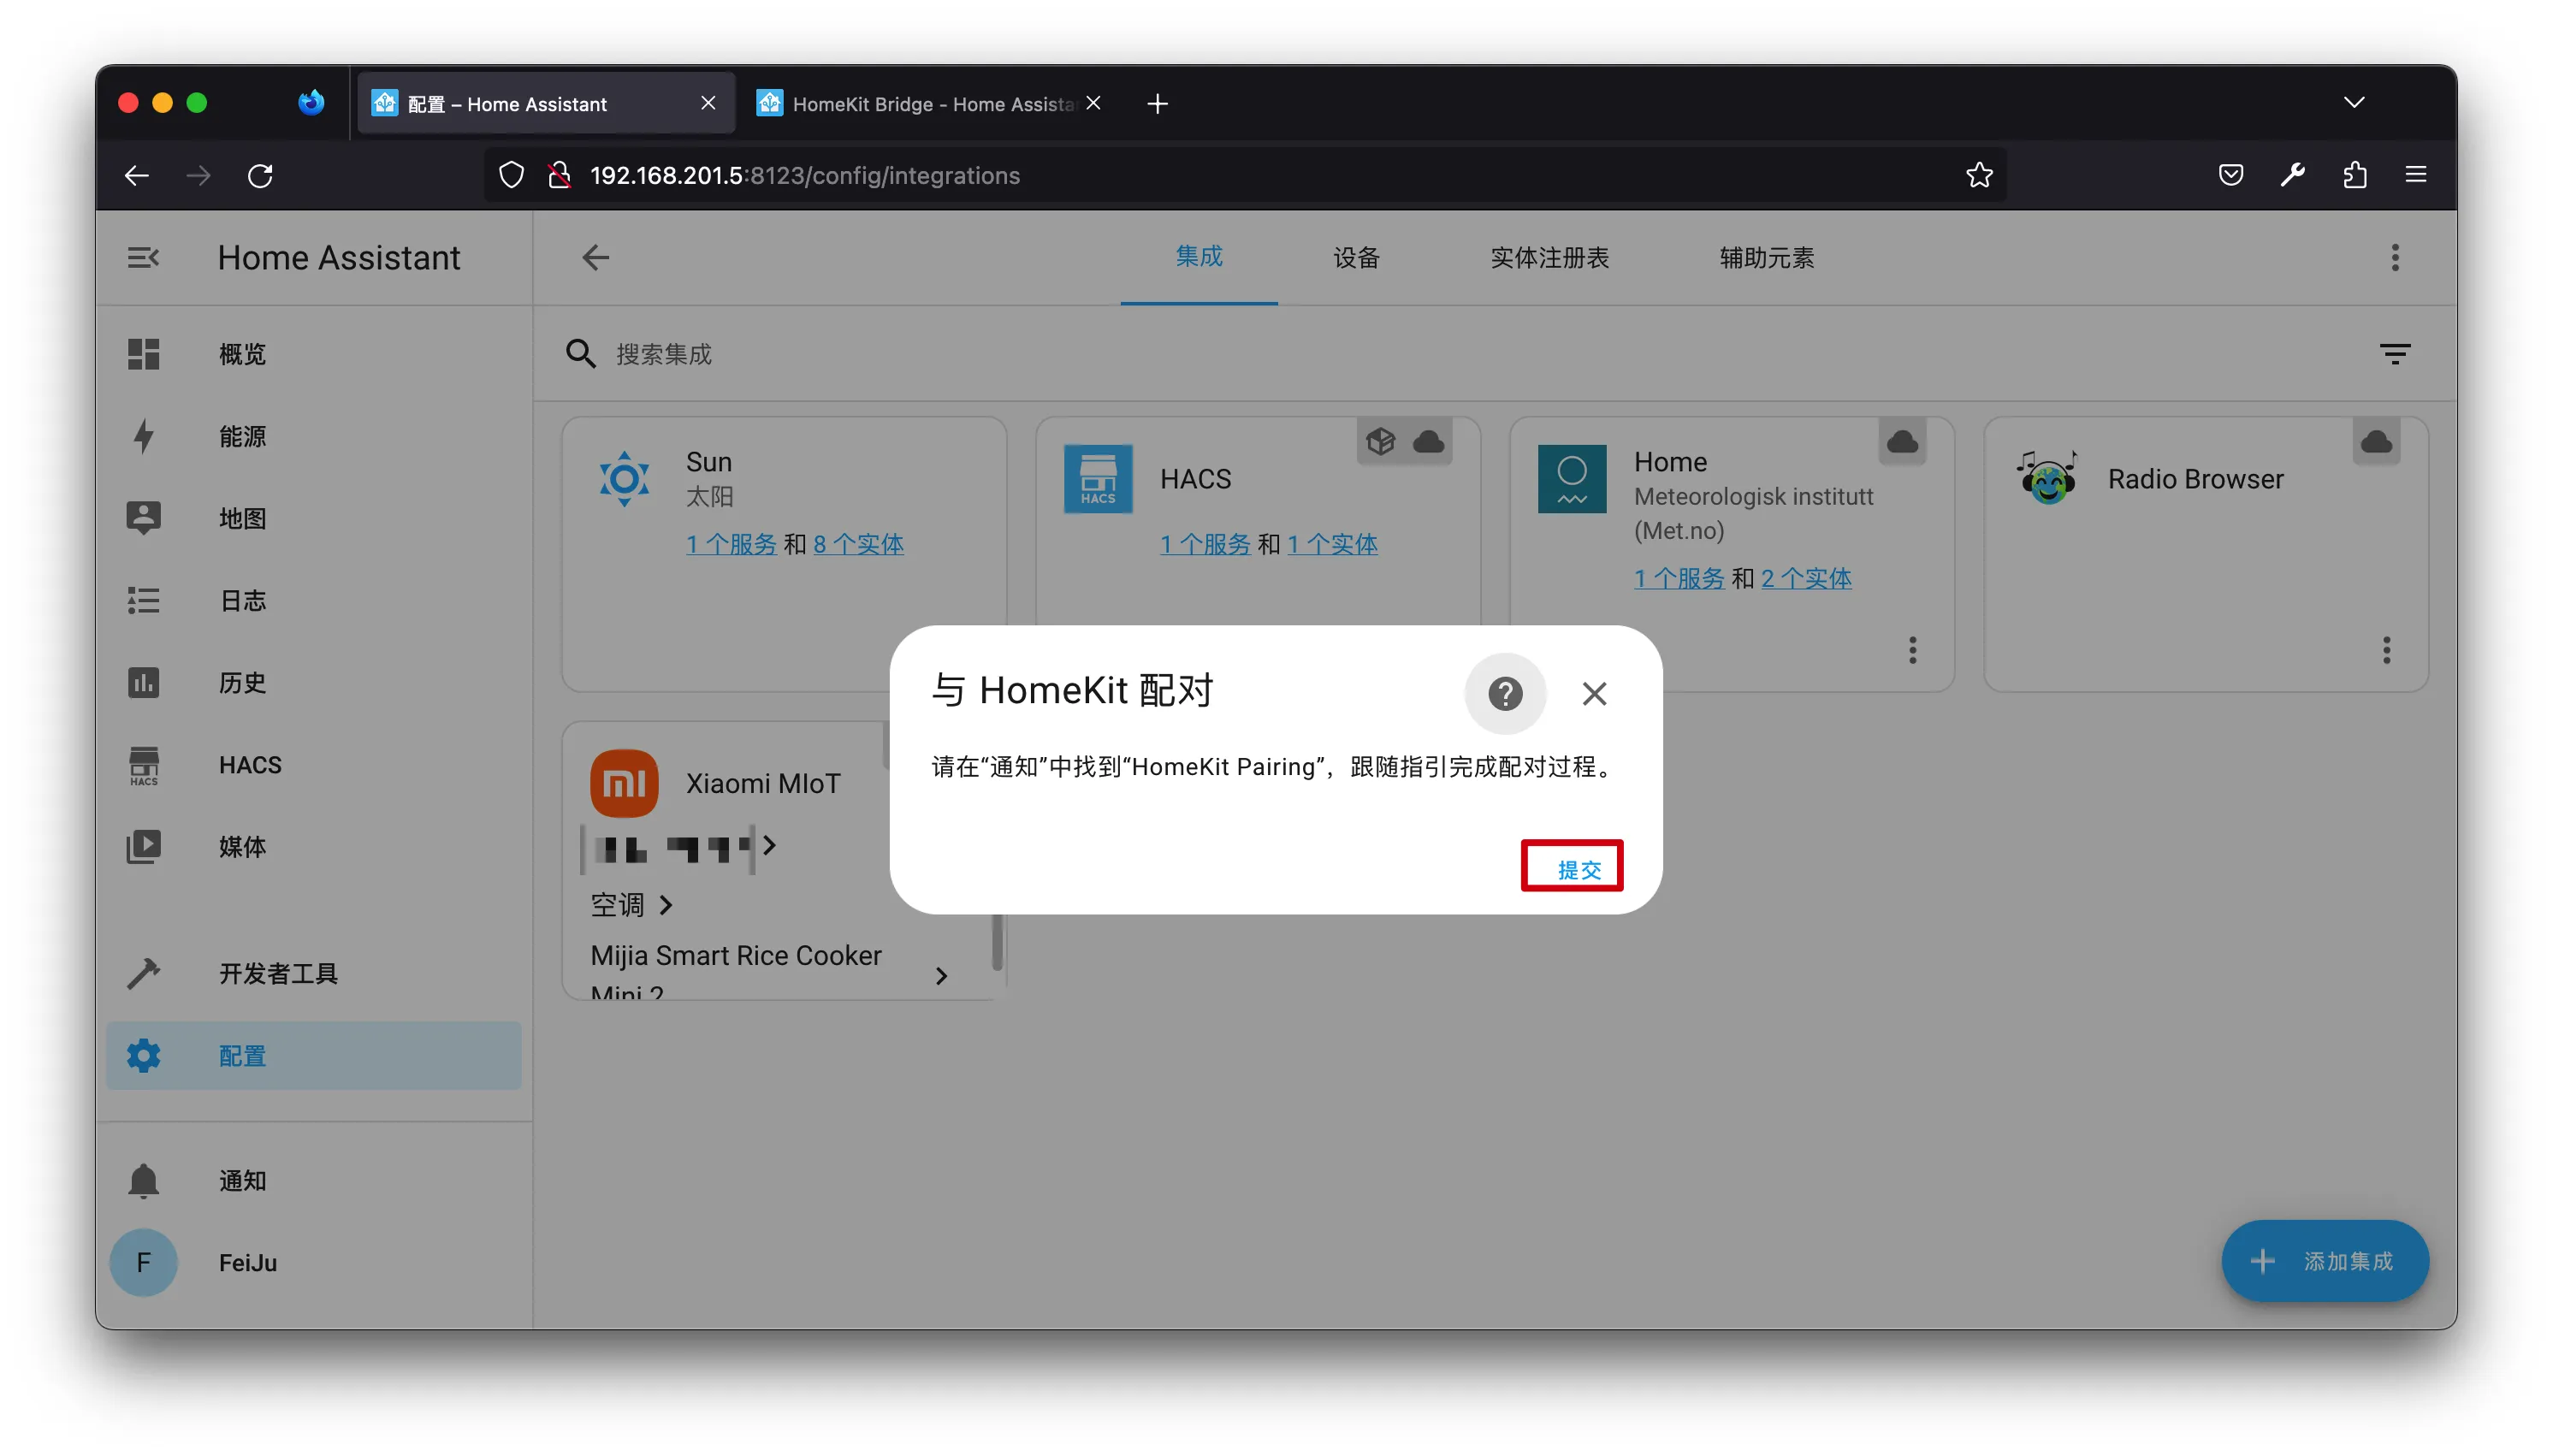 配置 – Home Assistant
HomeKit Bridge - Home Assista
192.168.201.5:8123/config/integrations
Home Assistant
集成
设备
实体注册表
辅助元素
概览
能源
地图
日志
历史
HACS
HACS
媒体
开发者工具
配置
通知
F
FeiJu
搜索集成
Sun
太阳
1 个服务 和 8 个实体
HACS
HACS
1 个服务 和 1 个实体
Home
Meteorologisk institutt
(Met.no)
1 个服务 和 2 个实体
Radio Browser
Xiaomi MIoT
空调
Mijia Smart Rice Cooker
Mini 2
与 HomeKit 配对
请在“通知”中找到“HomeKit Pairing”，跟随指引完成配对过程。
提交
添加集成